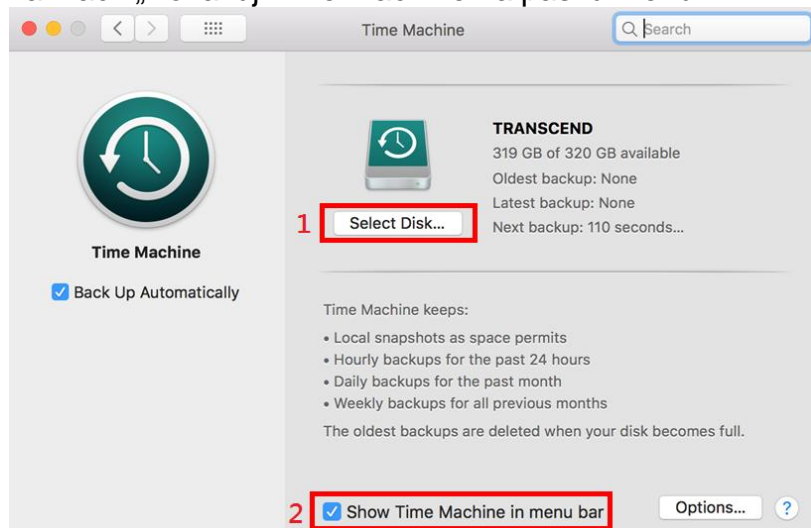 Time Machine
Search
TRANSCEND
319 GB of 320 GB available
Oldest backup: None
Latest backup: None
Next backup: 110 seconds...
1
Select Disk...
Time Machine
Back Up Automatically
Time Machine keeps:
• Local snapshots as space permits
• Hourly backups for the past 24 hours
• Daily backups for the past month
• Weekly backups for all previous months
The oldest backups are deleted when your disk becomes full.
2
Show Time Machine in menu bar
Options...
?